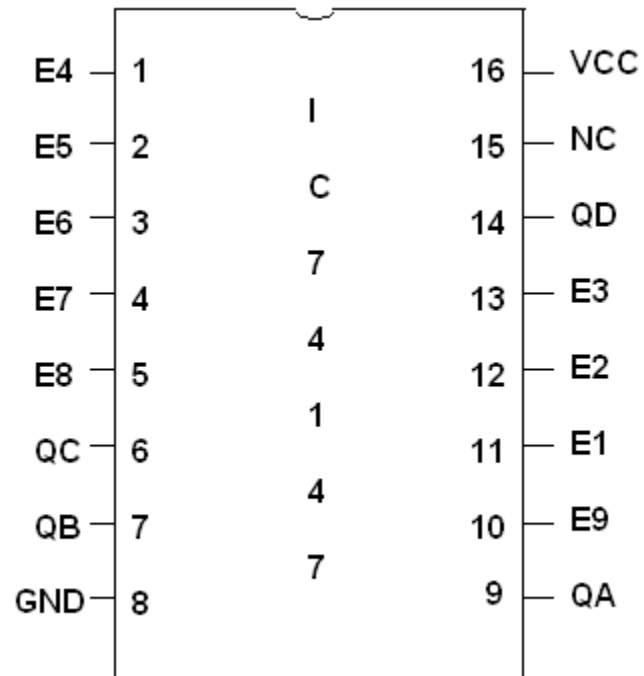 E4 1 16 VCC
I
E5 2 15 NC
C
E6 3 14 QD
7
E7 4 13 E3
4
E8 5 12 E2
1
QC 6 11 E1
4
QB 7 10 E9
7
GND 8 9 QA